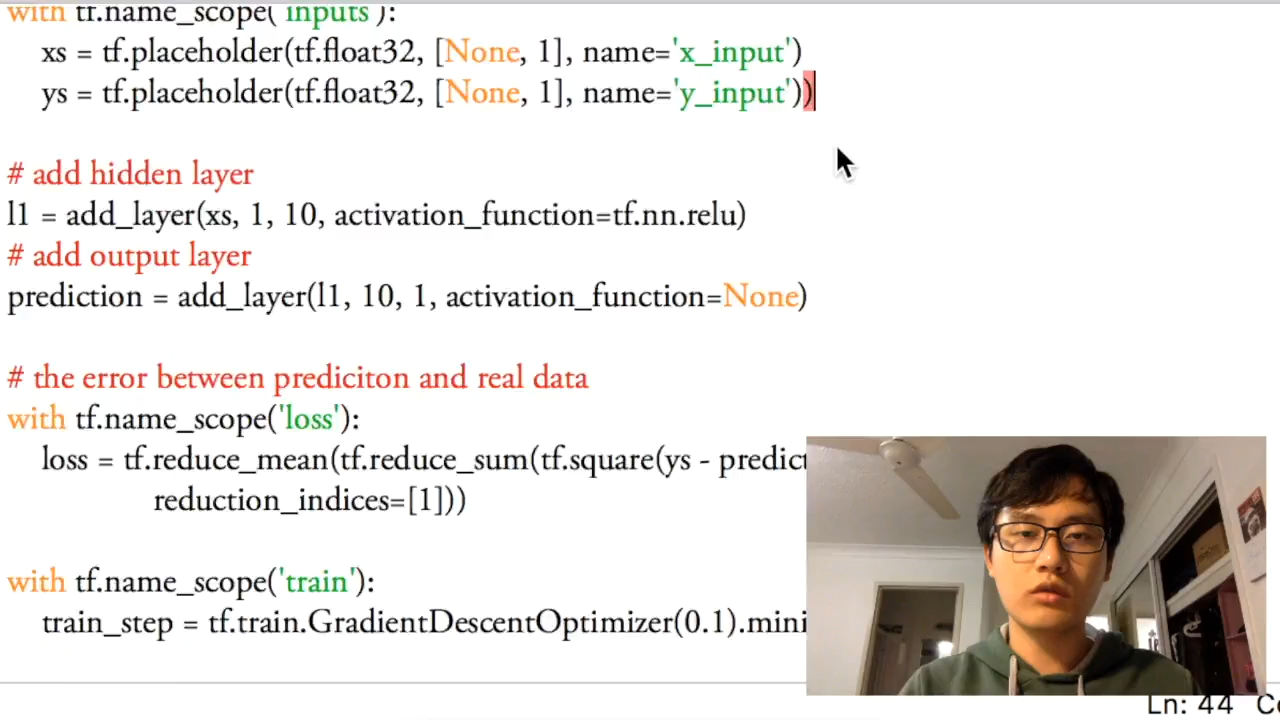 with tf.name_scope('inputs'):
xs = tf.placeholder(tf.float32, [None, 1], name='x_input')
ys = tf.placeholder(tf.float32, [None, 1], name='y_input'))
# add hidden layer
l1 = add_layer(xs, 1, 10, activation_function=tf.nn.relu)
# add output layer
prediction = add_layer(l1, 10, 1, activation_function=None)
# the error between prediciton and real data
with tf.name_scope('loss'):
loss = tf.reduce_mean(tf.reduce_sum(tf.square(ys - predict
reduction_indices=[1]))
with tf.name_scope('train'):
train_step = tf.train.GradientDescentOptimizer(0.1).mini
Ln: 44 Co